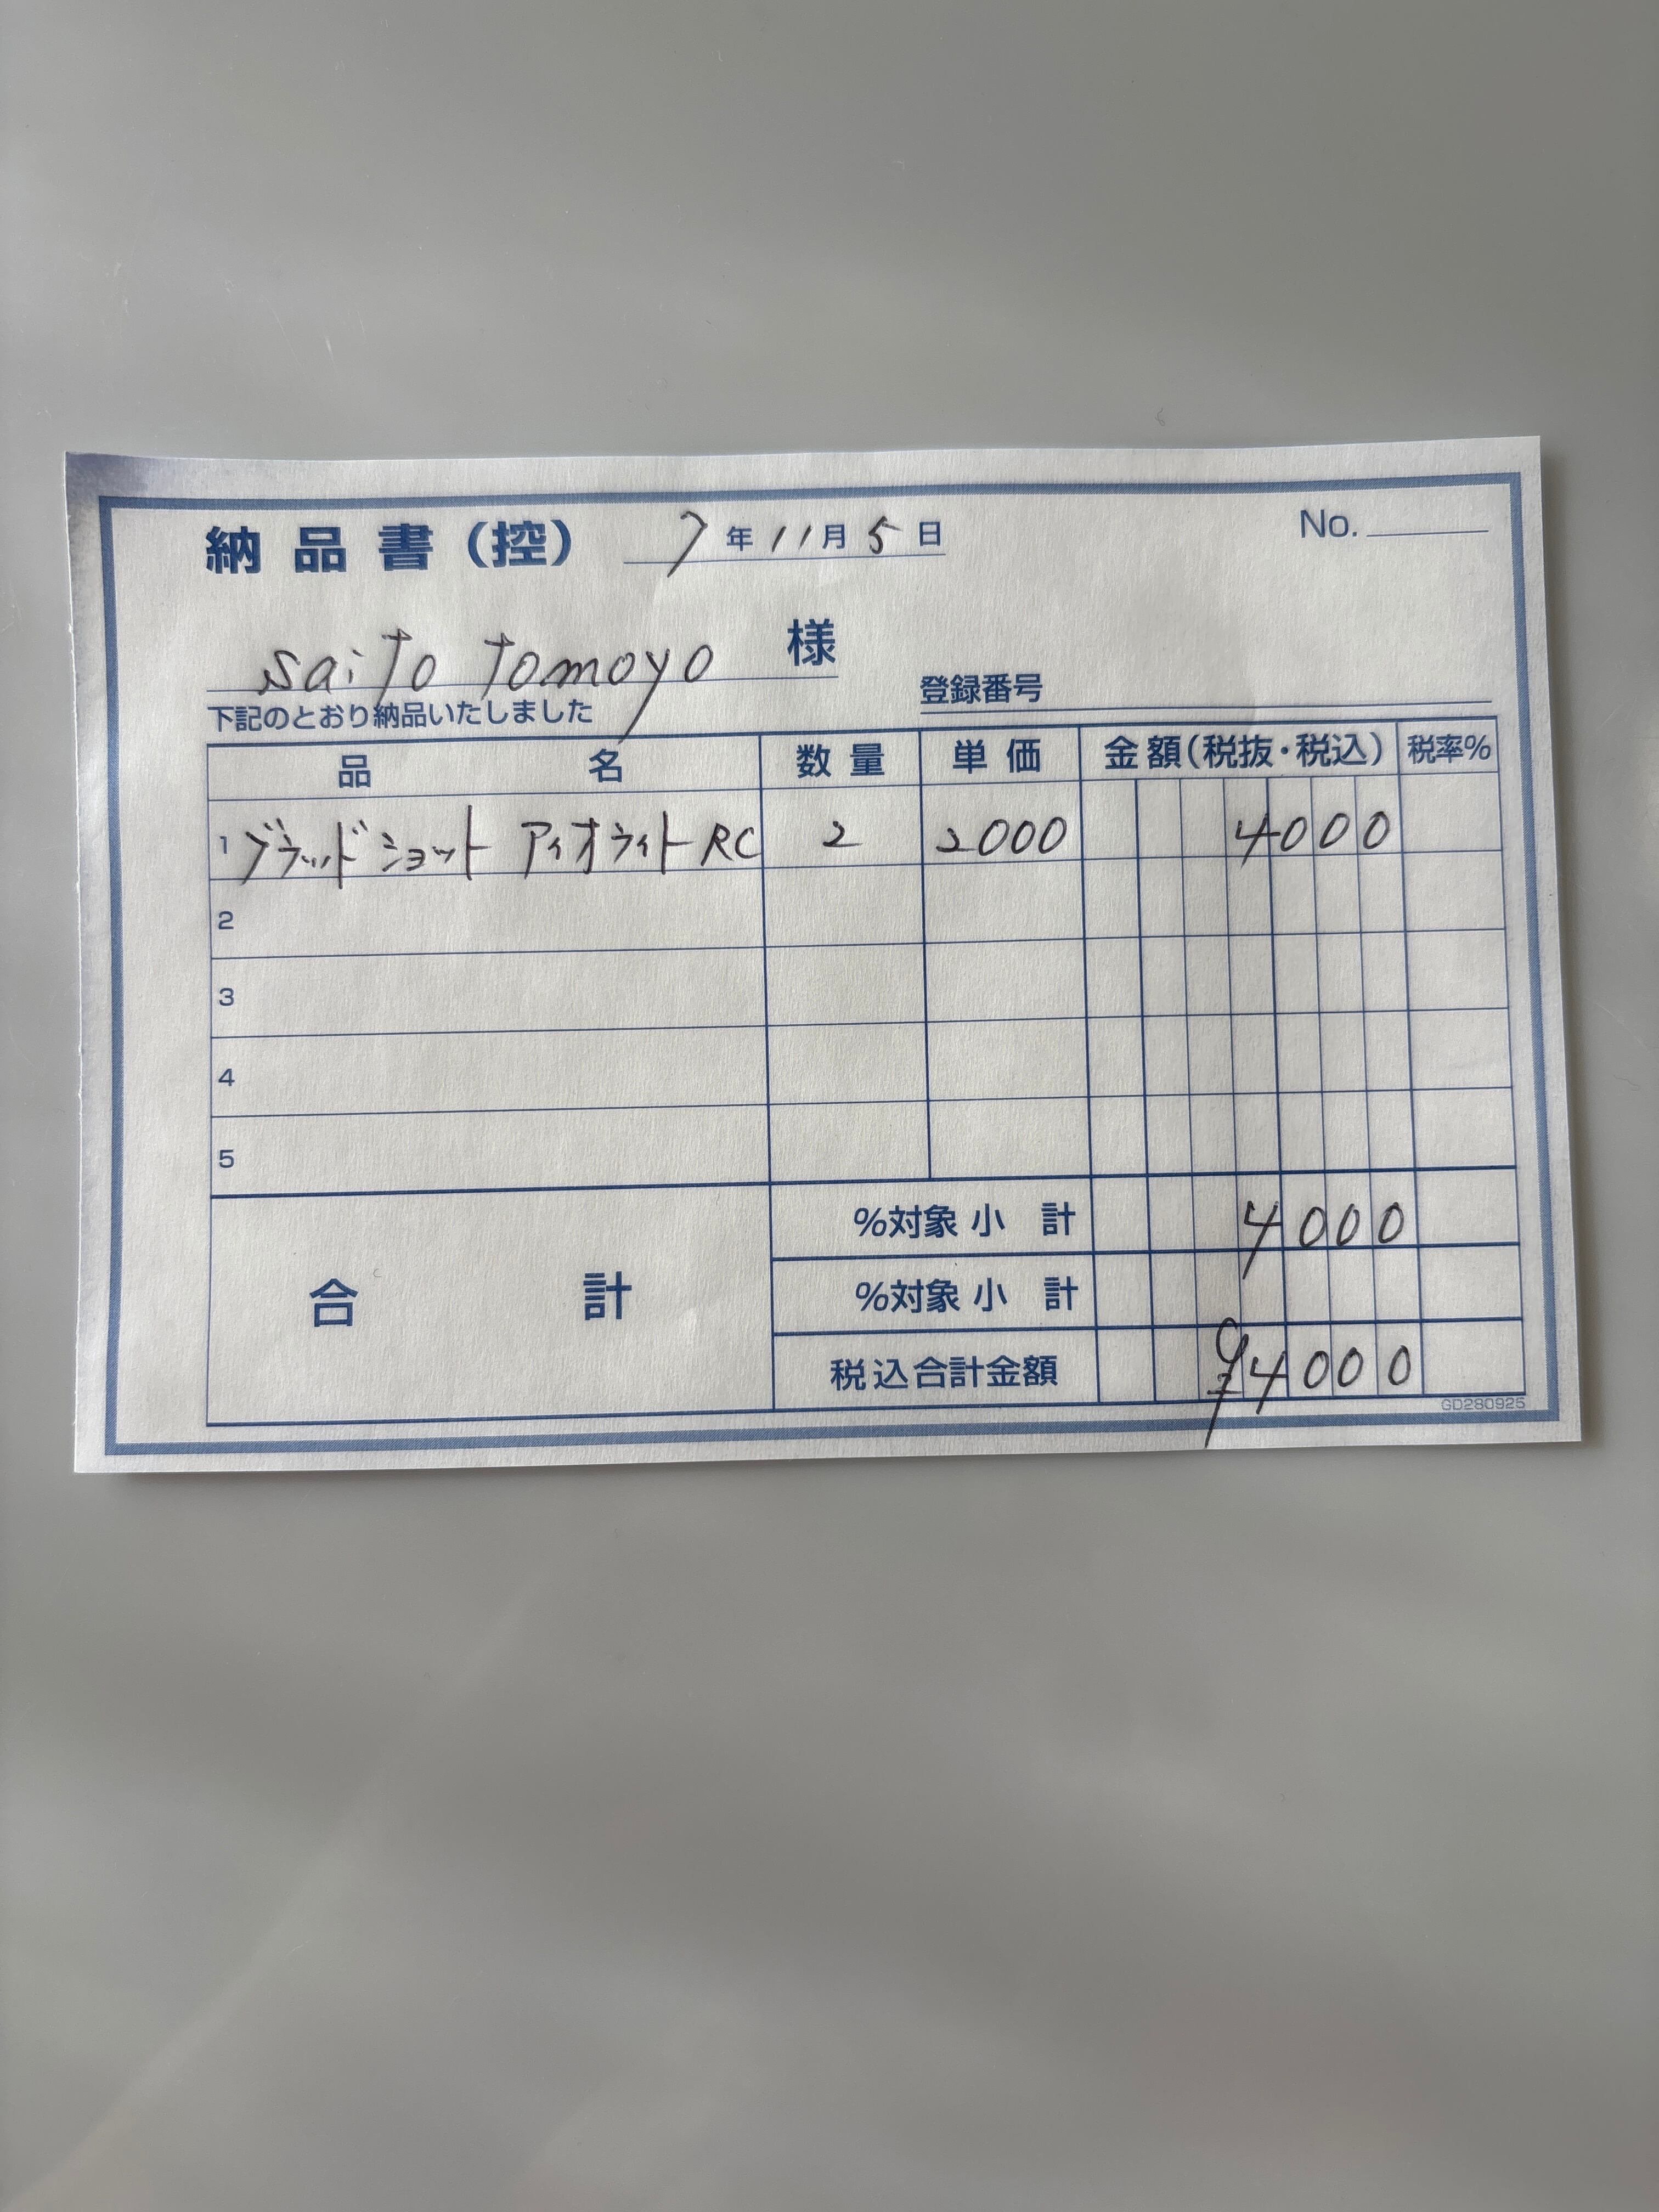 納品書(控) 7年11月5日 No.
saito tomoyo 様
登録番号
下記のとおり納品いたしました
品名 数量 単価 金額(税抜・税込) 税率%
1 ブラッドショット アイオライト RC 2 2000 4000
2
3
4
5
%対象 小計 4000
合計
%対象 小計
税込合計金額 ¥4000
GD280925